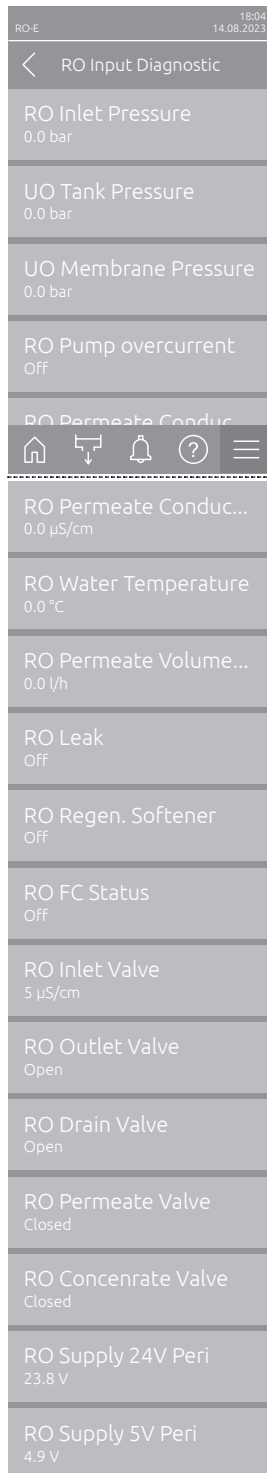 18:04
RO-E 14.08.2023
RO Input Diagnostic
RO Inlet Pressure
0.0 bar
UO Tank Pressure
0.0 bar
UO Membrane Pressure
0.0 bar
RO Pump overcurrent
Off
RO Permeate Conduc...
RO Permeate Conduc...
0.0 µS/cm
RO Water Temperature
0.0 °C
RO Permeate Volume...
0.0 l/h
RO Leak
Off
RO Regen. Softener
Off
RO FC Status
Off
RO Inlet Valve
5 µS/cm
RO Outlet Valve
Open
RO Drain Valve
Open
RO Permeate Valve
Closed
RO Concenrate Valve
Closed
RO Supply 24V Peri
23.8 V
RO Supply 5V Peri
4.9 V